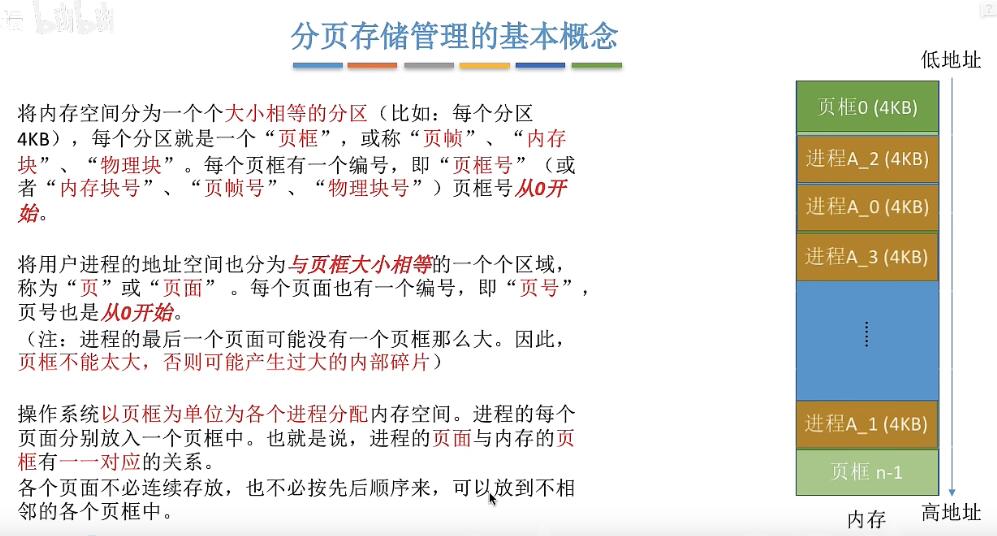 分页存储管理的基本概念
将内存空间分为一个个大小相等的分区（比如：每个分区
4KB），每个分区就是一个“页框”，或称“页帧”、“内存
块”、“物理块”。每个页框有一个编号，即“页框号”（或
者“内存块号”、“页帧号”、“物理块号”）页框号从0开
始。
将用户进程的地址空间也分为与页框大小相等的一个个区域，
称为“页”或“页面” 。每个页面也有一个编号，即“页号”，
页号也是从0开始。
（注：进程的最后一个页面可能没有一个页框那么大。因此，
页框不能太大，否则可能产生过大的内部碎片）
操作系统以页框为单位为各个进程分配内存空间。进程的每个
页面分别放入一个页框中。也就是说，进程的页面与内存的页
框有一一对应的关系。
各个页面不必连续存放，也不必按先后顺序来，可以放到不相
邻的各个页框中。
低地址
页框0 (4KB)
进程A_2 (4KB)
进程A_0 (4KB)
进程A_3 (4KB)
……
进程A_1 (4KB)
页框 n-1
内存
高地址